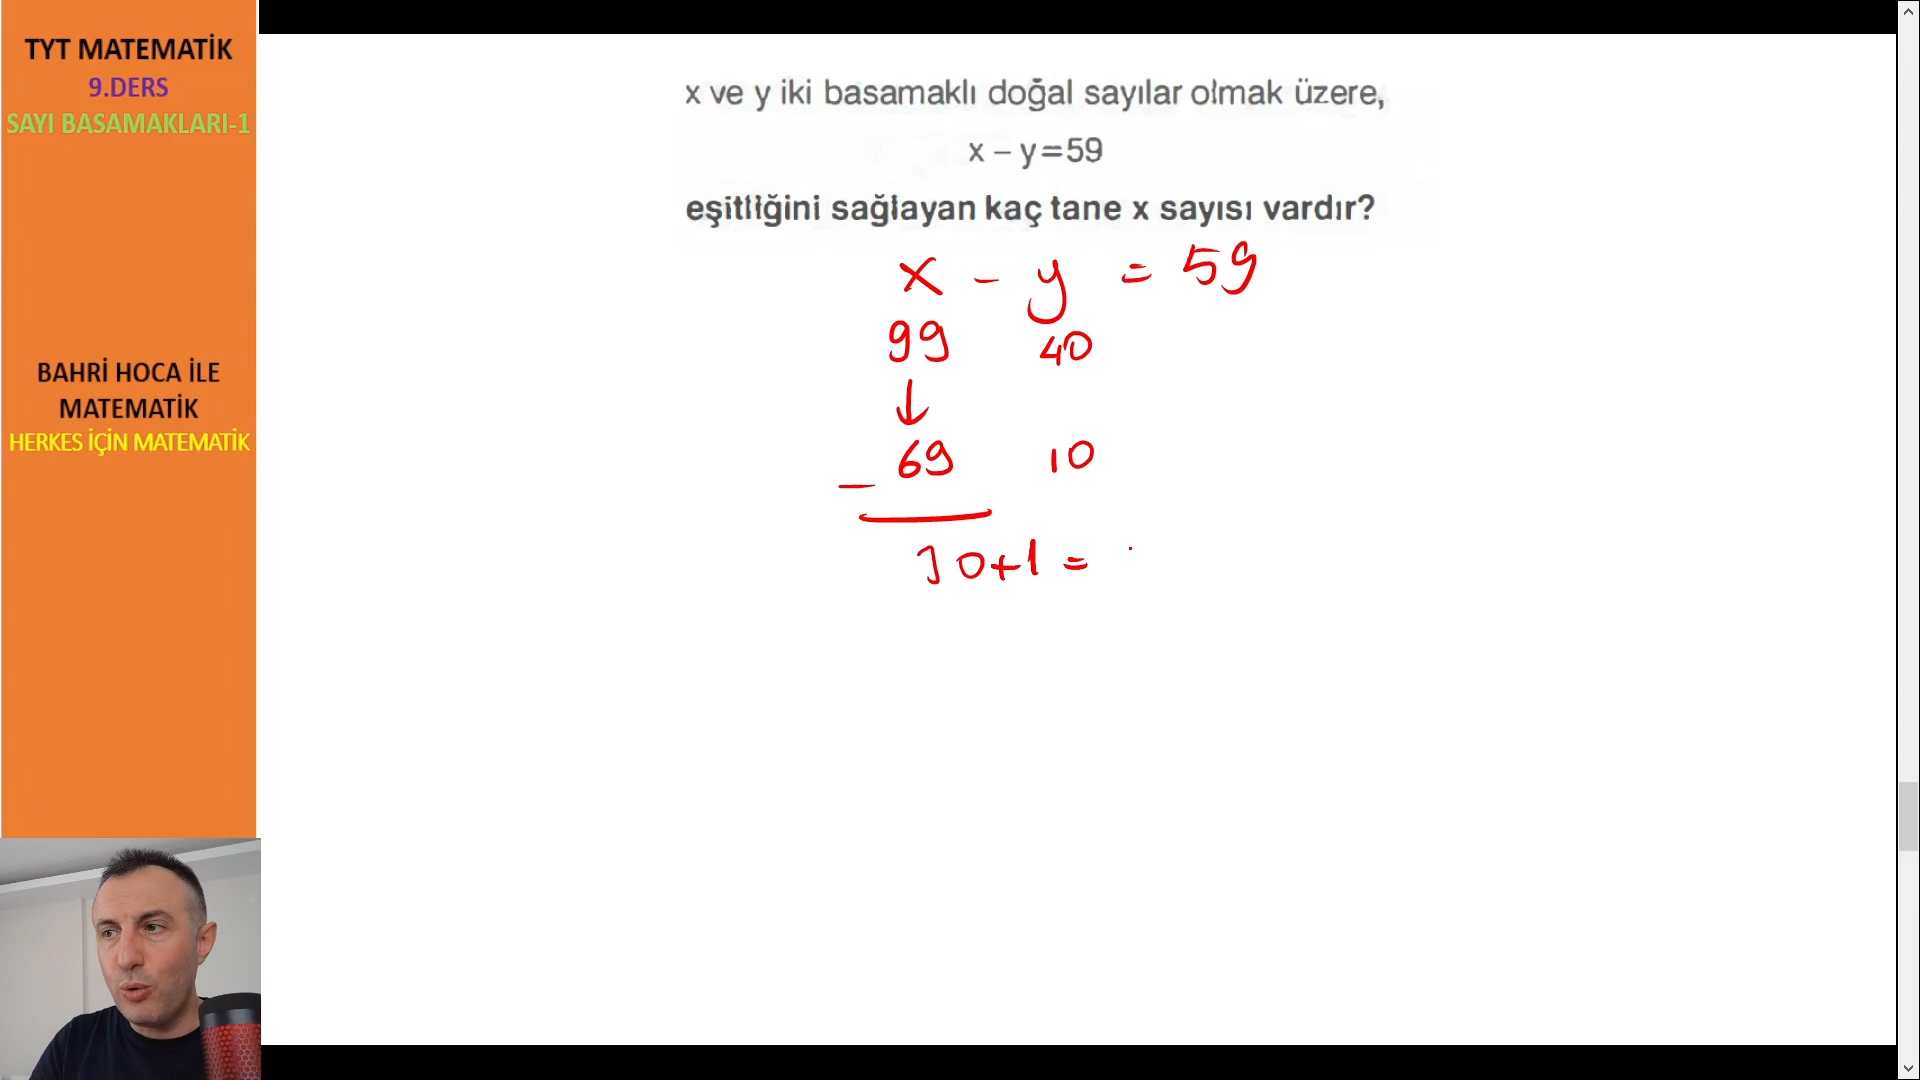 TYT MATEMATİK
9.DERS
SAYI BASAMAKLARI-1
BAHRİ HOCA İLE
MATEMATİK
HERKES İÇİN MATEMATİK
x ve y iki basamaklı doğal sayılar olmak üzere,
x – y=59
eşitliğini sağlayan kaç tane x sayısı vardır?
x - y = 59
99 40
↓
69 10
-
30+1 =